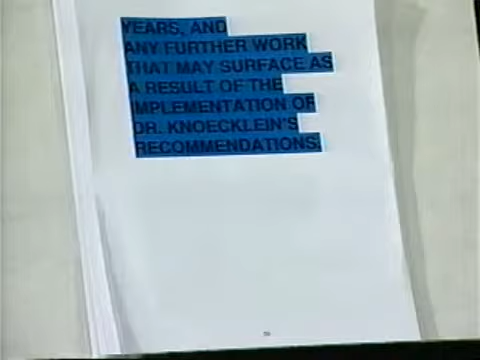 YEARS, AND
ANY FURTHER WORK
THAT MAY SURFACE AS
A RESULT OF THE
IMPLEMENTATION OF
DR. KNOECKLEIN'S
RECOMMENDATIONS.